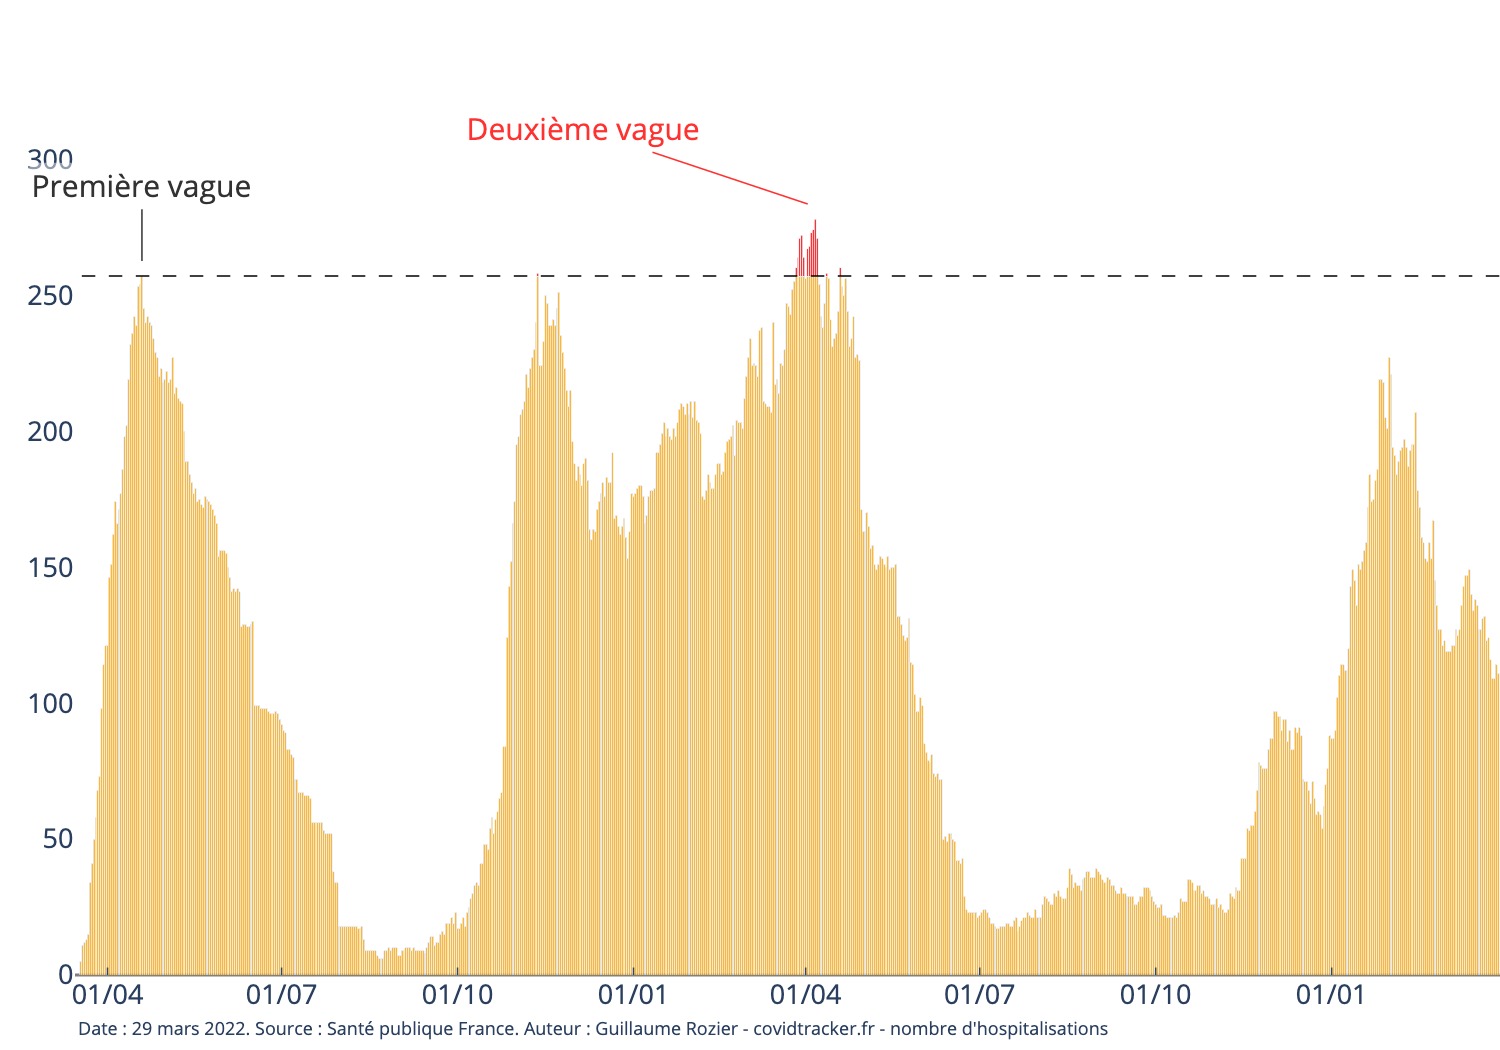 Deuxième vague
300
Première vague
250
200
150
100
50
0
01/04 01/07 01/10 01/01 01/04 01/07 01/10 01/01
Date : 29 mars 2022. Source : Santé publique France. Auteur : Guillaume Rozier - covidtracker.fr - nombre d'hospitalisations